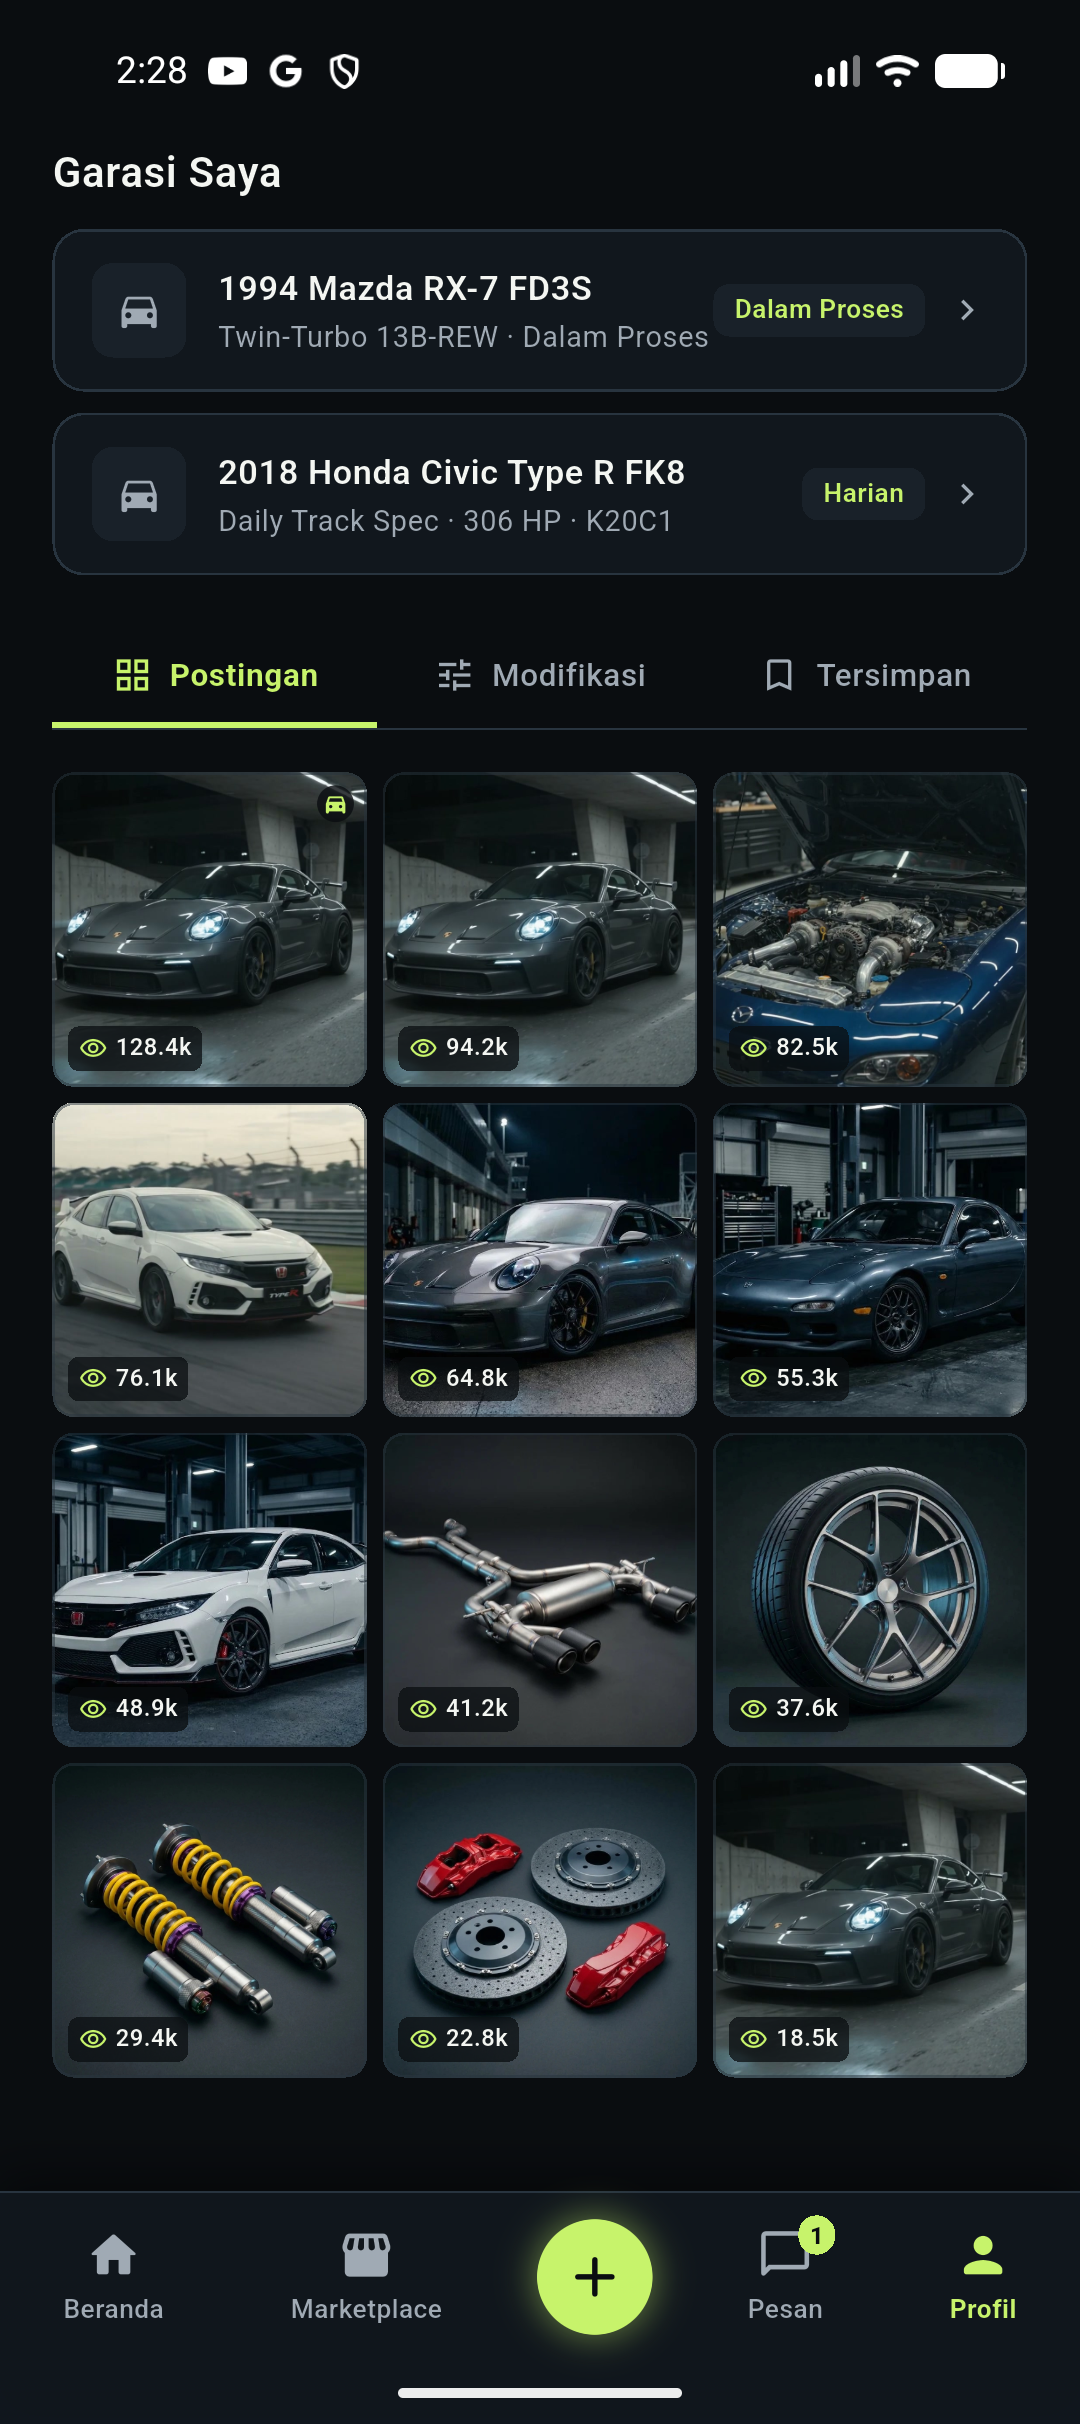 2:28
Garasi Saya
1994 Mazda RX-7 FD3S
Twin-Turbo 13B-REW · Dalam Proses
Dalam Proses
2018 Honda Civic Type R FK8
Daily Track Spec · 306 HP · K20C1
Harian
Postingan
Modifikasi
Tersimpan
128.4k
94.2k
82.5k
76.1k
64.8k
55.3k
48.9k
41.2k
37.6k
29.4k
22.8k
18.5k
Beranda
Marketplace
1
Pesan
Profil